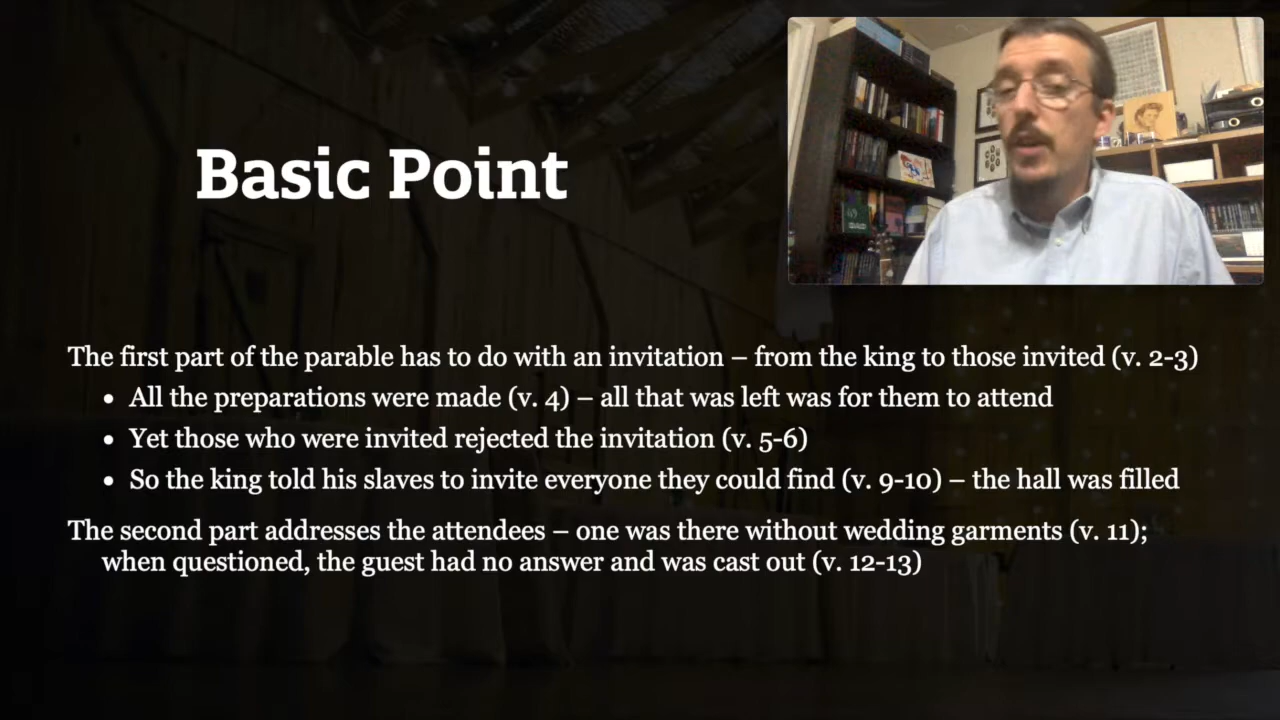 Basic Point
The first part of the parable has to do with an invitation – from the king to those invited (v. 2-3)
• All the preparations were made (v. 4) – all that was left was for them to attend
• Yet those who were invited rejected the invitation (v. 5-6)
• So the king told his slaves to invite everyone they could find (v. 9-10) – the hall was filled
The second part addresses the attendees – one was there without wedding garments (v. 11);
when questioned, the guest had no answer and was cast out (v. 12-13)